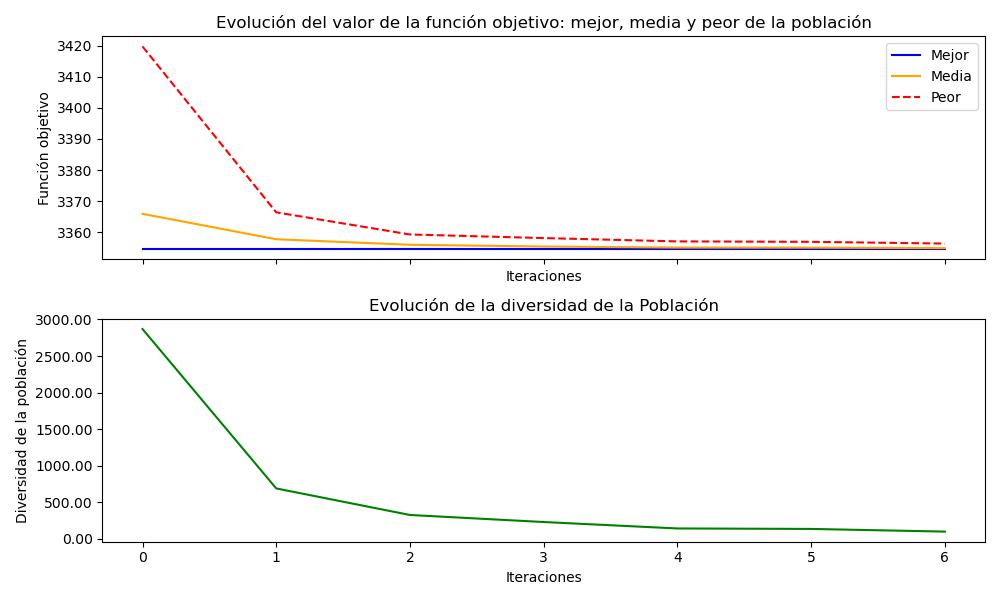 Evolución del valor de la función objetivo: mejor, media y peor de la población
Función objetivo
3420
3410
3400
3390
3380
3370
3360
Mejor
Media
Peor
Iteraciones
Evolución de la diversidad de la Población
Diversidad de la población
3000.00
2500.00
2000.00
1500.00
1000.00
500.00
0.00
0 1 2 3 4 5 6
Iteraciones